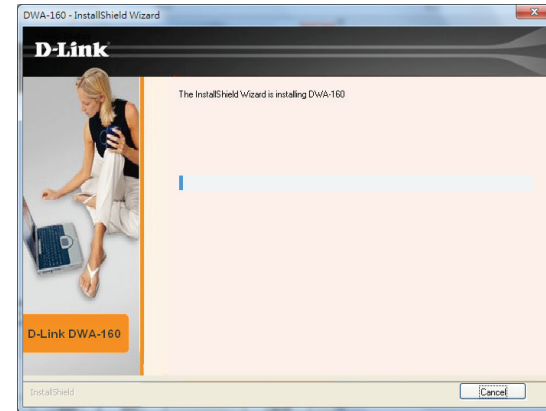 DWA-160 - InstallShield Wizard
D-Link
The InstallShield Wizard is installing DWA-160
D-Link DWA-160
InstallShield
Cancel